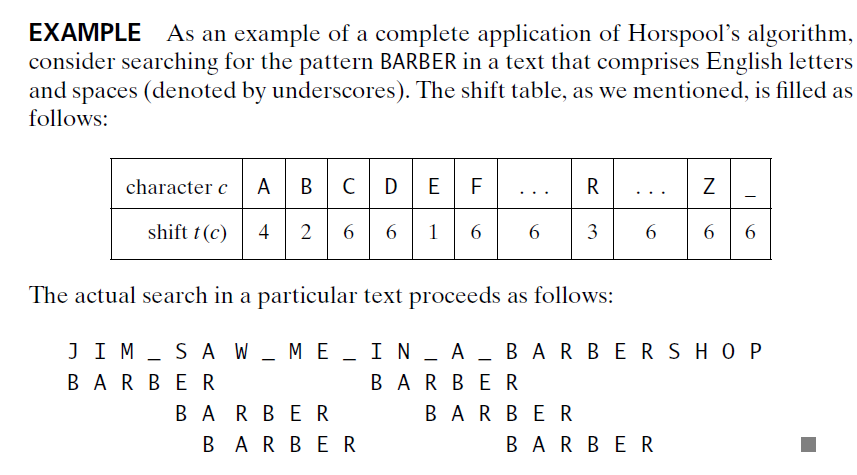 EXAMPLE As an example of a complete application of Horspool's algorithm,
consider searching for the pattern BARBER in a text that comprises English letters
and spaces (denoted by underscores). The shift table, as we mentioned, is filled as
follows:
character c A B C D E F ... R ... Z _
shift t(c) 4 2 6 6 1 6 6 3 6 6 6
The actual search in a particular text proceeds as follows:
J I M _ S A W _ M E _ I N _ A _ B A R B E R S H O P
B A R B E R B A R B E R
B A R B E R B A R B E R
B A R B E R B A R B E R